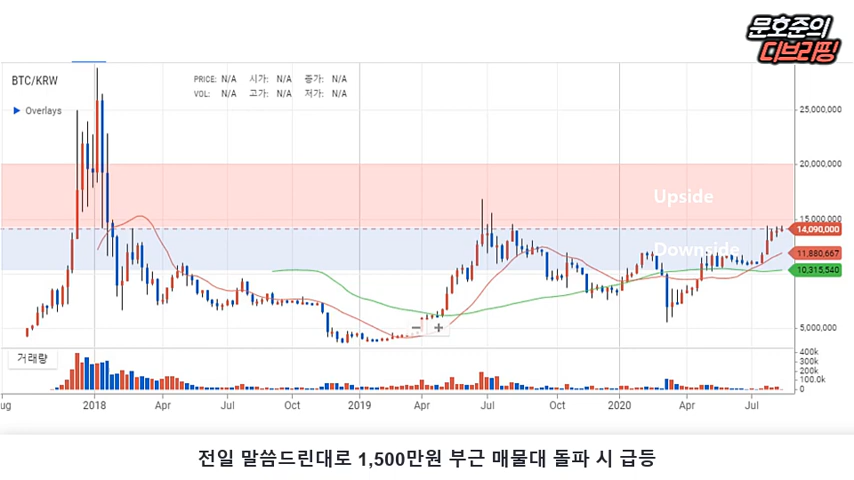 문호준의
디브리핑
BTC/KRW
PRICE: N/A 시가: N/A 종가: N/A
VOL: N/A 고가: N/A 저가: N/A
Overlays
25,000,000
20,000,000
Upside
15,000,000
14,090,000
Downside
11,880,667
10,315,540
5,000,000
거래량
400k
300k
200k
100.0k
0
ug 2018 Apr Jul Oct 2019 Apr Jul Oct 2020 Apr Jul
전일 말씀드린대로 1,500만원 부근 매물대 돌파 시 급등